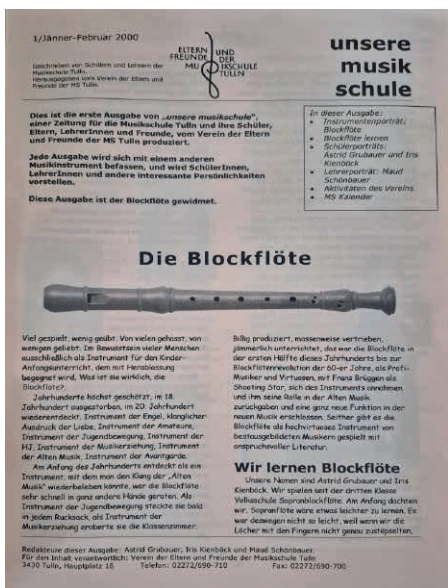 1/Jänner-Februar 2000
Geschrieben von Schülern und Lehrern der
Musikschule Tulln.
Herausgegeben vom Verein der Eltern und
Freunde der MS Tulln.
ELTERN UND
FREUNDE DER
MUSIKSCHULE
TULLN
unsere
musik
schule
Dies ist die erste Ausgabe von „unsere musikschule",
einer Zeitung für die Musikschule Tulln und ihre Schüler,
Eltern, LehrerInnen und Freunde, vom Verein der Eltern
und Freunde der MS Tulln produziert.
Jede Ausgabe wird sich mit einem anderen
Musikinstrument befassen, und wird SchülerInnen,
LehrerInnen und andere interessante Persönlichkeiten
vorstellen.
Diese Ausgabe ist der Blockflöte gewidmet.
In dieser Ausgabe:
• Instrumentenporträt:
Blockflöte
• Blockflöte lernen
• Schülerporträts:
Astrid Grubauer und Iris
Kienböck
• Lehrerporträt: Maud
Schönbauer
• Aktivitäten des Vereins
• MS Kalender
Die Blockflöte
Viel gespielt, wenig geübt. Von vielen gehasst, von
wenigen geliebt. Im Bewusstsein vieler Menschen
ausschließlich als Instrument für den Kinder-
Anfangsunterricht, dem mit Herablassung
begegnet wird. Was ist sie wirklich, die
Blockflöte?
Jahrhunderte höchst geschätzt, im 18.
Jahrhundert ausgestorben, im 20. Jahrhundert
wiederentdeckt. Instrument der Engel, klanglicher
Ausdruck der Liebe, Instrument der Amateure,
Instrument der Jugendbewegung, Instrument der
HJ, Instrument der Musikerziehung, Instrument
der Alten Musik, Instrument der Avantgarde.
Am Anfang des Jahrhunderts entdeckt als ein
Instrument, mit dem man den Klang der „Alten
Musik" wiederbeleben könnte, war die Blockflöte
sehr schnell in ganz andere Hände geraten. Als
Instrument der Jugendbewegung steckte sie bald
in jedem Rucksack, als Instrument der
Musikerziehung eroberte sie die Klassenzimmer.
Billig produziert, massenweise vertrieben,
jämmerlich unterrichtet, das war die Blockflöte in
der ersten Hälfte dieses Jahrhunderts bis zur
Blockflötenrevolution der 60-er Jahre, als Profi-
Musiker und Virtuosen, mit Frans Brüggen als
Shooting Star, sich des Instruments annahmen
und ihm seine Rolle in der Alten Musik
zurückgaben und eine ganz neue Funktion in der
neuen Musik erschlossen. Seither gibt es die
Blockflöte als hochvirtuoses Instrument von
bestausgebildeten Musikern gespielt mit
anspruchsvoller Literatur.
Wir lernen Blockflöte
Unsere Namen sind Astrid Grubauer und Iris
Kienböck. Wir spielen seit der dritten Klasse
Volksschule Sopranblockflöte. Am Anfang dachten
wir, Sopranflöte wäre etwas leichter zu lernen. Es
war deswegen nicht so leicht, weil wenn wir die
Löcher mit den Fingern nicht genau zustöpselten,
Redakteure dieser Ausgabe: Astrid Grubauer, Iris Kienböck und Maud Schönbauer.
Für den Inhalt verantwortlich: Verein der Eltern und Freunde der Musikschule Tulln
3430 Tulln, Hauptplatz 16 Telefon: 02272/690-710 Fax: 02272/690-700